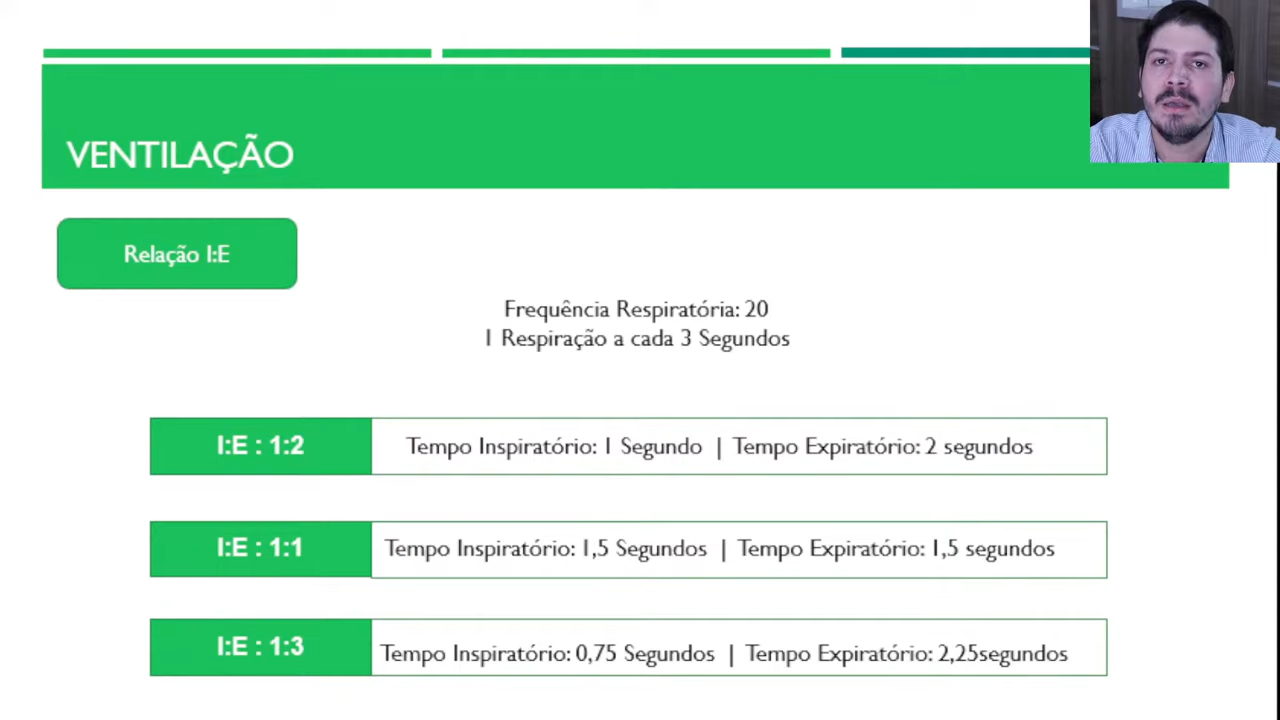 VENTILAÇÃO
Relação I:E
Frequência Respiratória: 20
1 Respiração a cada 3 Segundos
I:E : 1:2
Tempo Inspiratório: 1 Segundo | Tempo Expiratório: 2 segundos
I:E : 1:1
Tempo Inspiratório: 1,5 Segundos | Tempo Expiratório: 1,5 segundos
I:E : 1:3
Tempo Inspiratório: 0,75 Segundos | Tempo Expiratório: 2,25segundos